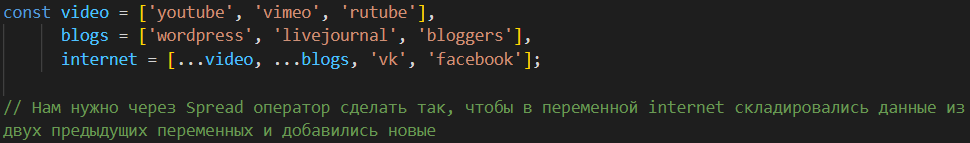 const video = ['youtube', 'vimeo', 'rutube'],
blogs = ['wordpress', 'livejournal', 'bloggers'],
internet = [...video, ...blogs, 'vk', 'facebook'];
// Нам нужно через Spread оператор сделать так, чтобы в переменной internet складировались данные из
двух предыдущих переменных и добавились новые